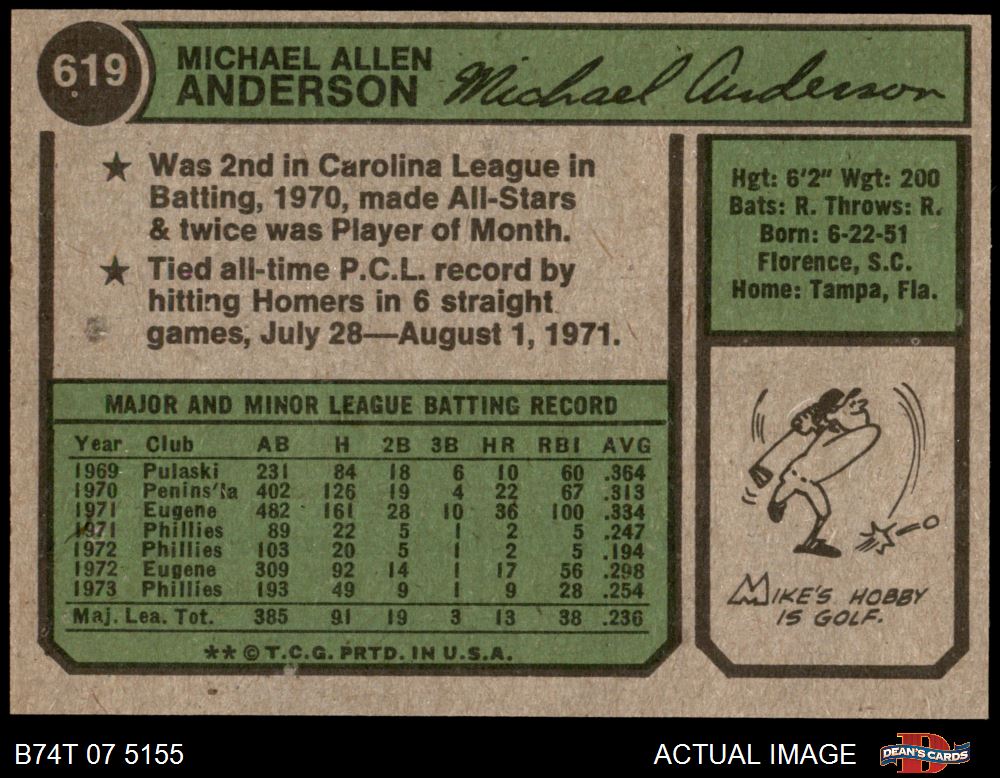 619
MICHAEL ALLEN
ANDERSON
Michael Anderson
★ Was 2nd in Carolina League in
Batting, 1970, made All-Stars
& twice was Player of Month.
★ Tied all-time P.C.L. record by
hitting Homers in 6 straight
games, July 28—August 1, 1971.
Hgt: 6'2" Wgt: 200
Bats: R. Throws: R.
Born: 6-22-51
Florence, S.C.
Home: Tampa, Fla.
MAJOR AND MINOR LEAGUE BATTING RECORD
Year Club AB H 2B 3B HR RBI AVG
1969 Pulaski 231 84 18 6 10 60 .364
1970 Penins'la 402 126 19 4 22 67 .313
1971 Eugene 482 161 28 10 36 100 .334
1971 Phillies 89 22 5 1 2 5 .247
1972 Phillies 103 20 5 1 2 5 .194
1972 Eugene 309 92 14 1 17 56 .298
1973 Phillies 193 49 9 1 9 28 .254
Maj. Lea. Tot. 385 91 19 3 13 38 .236
** © T.C.G. PRTD. IN U.S.A.
MIKE'S HOBBY
IS GOLF.
B74T 07 5155
ACTUAL IMAGE
DEAN'S CARDS